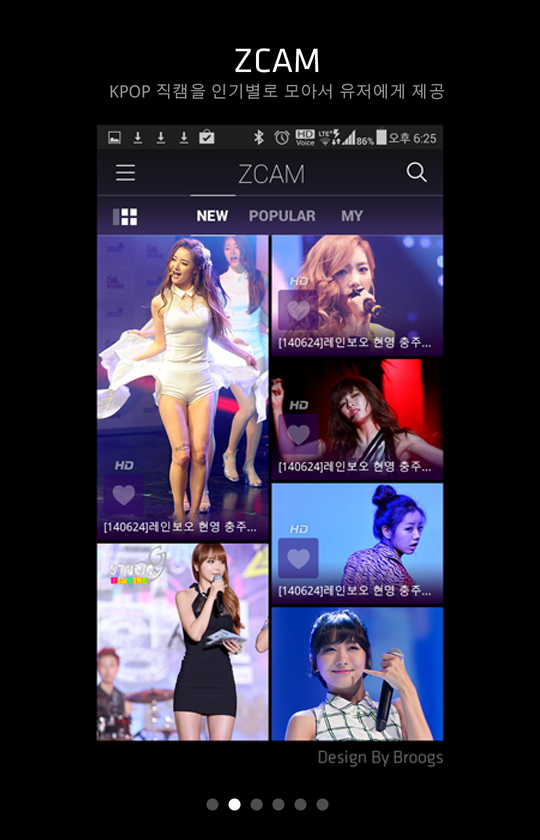 ZCAM
KPOP 직캠을 인기별로 모아서 유저에게 제공
HD Voice LTE 86% 오후 6:25
ZCAM
NEW POPULAR MY
HD
[140624]레인보오 현영 충주...
HD
[140624]레인보오 현영 충주...
HD
[140624]레인보오 현영 충주...
HD
[140624]레인보오 현영 충주...
Design By Broogs